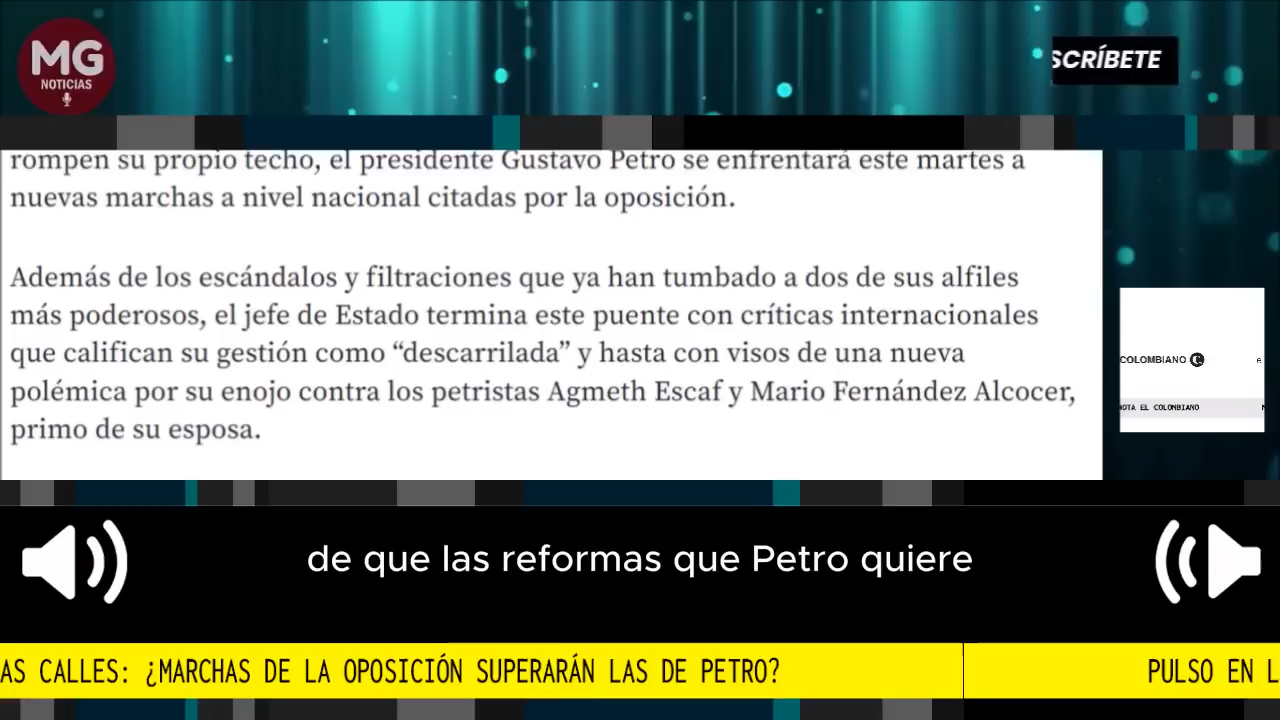 MG
NOTICIAS
SCRÍBETE
rompen su propio techo, el presidente Gustavo Petro se enfrentará este martes a
nuevas marchas a nivel nacional citadas por la oposición.
Además de los escándalos y filtraciones que ya han tumbado a dos de sus alfiles
más poderosos, el jefe de Estado termina este puente con críticas internacionales
que califican su gestión como “descarrilada” y hasta con visos de una nueva
polémica por su enojo contra los petristas Agmeth Escaf y Mario Fernández Alcocer,
primo de su esposa.
COLOMBIANO C e
NOTA EL COLOMBIANO N
de que las reformas que Petro quiere
AS CALLES: ¿MARCHAS DE LA OPOSICIÓN SUPERARÁN LAS DE PETRO? PULSO EN L